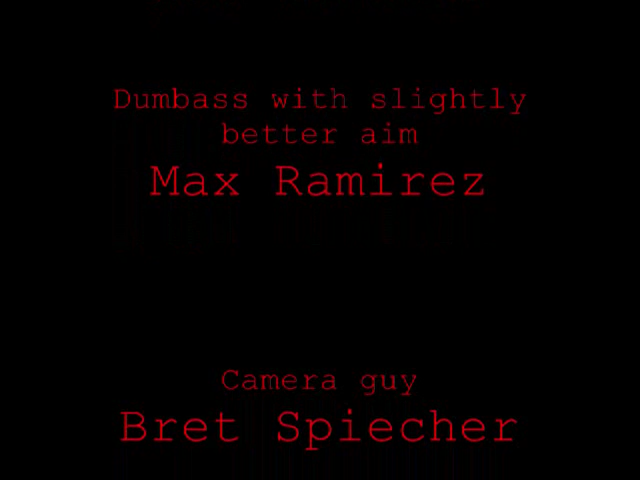 Dumbass with slightly
better aim
Max Ramirez
Camera guy
Bret Spiecher